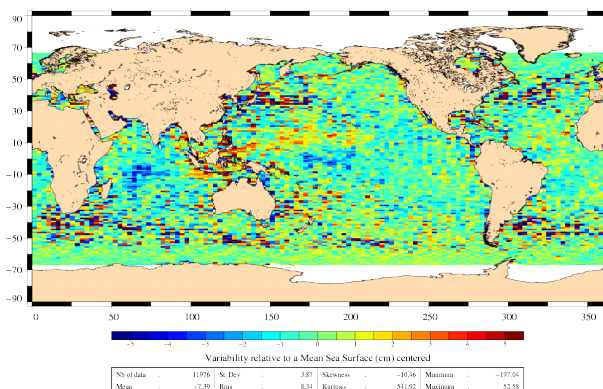 90
70
50
30
10
−10
−30
−50
−70
−90
0 50 100 150 200 250 300 350
−5 −4 −3 −2 −1 0 1 2 3 4 5
Variability relative to a Mean Sea Surface (cm) centered
Nb of data : 11976 St. Dev : 3.87 Skewness : −10.46 Minimum : −197.04
Mean : −7.39 Rms : 8.34 Kurtosis : 541.92 Maximum : 52.58